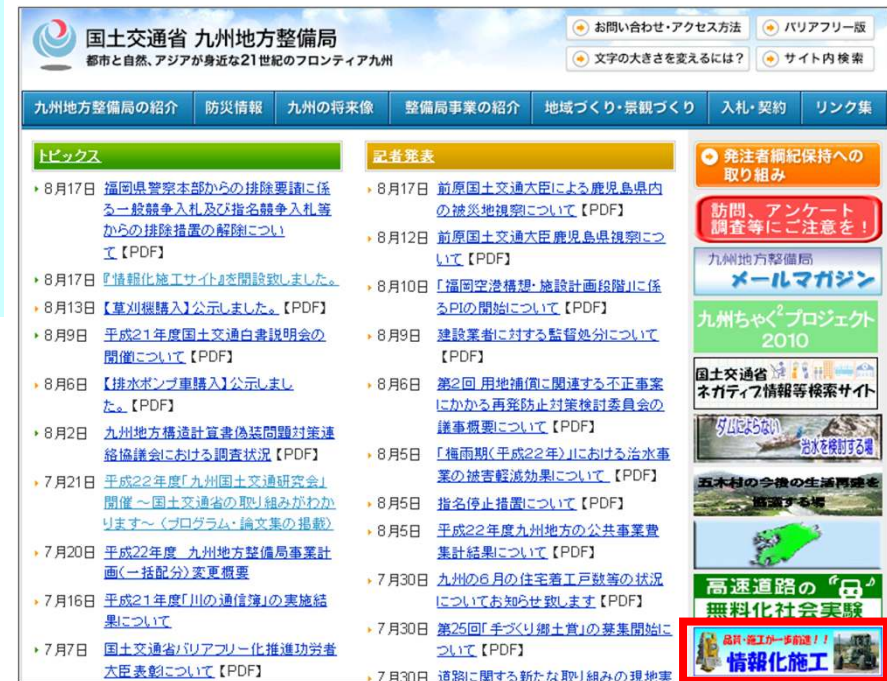 国土交通省 九州地方整備局
都市と自然、アジアが身近な21世紀のフロンティア九州
お問い合わせ・アクセス方法
バリアフリー版
文字の大きさを変えるには?
サイト内検索
九州地方整備局の紹介 防災情報 九州の将来像 整備局事業の紹介 地域づくり・景観づくり 入札・契約 リンク集
トピックス
8月17日 福岡県警察本部からの排除要請に係
る一般競争入札及び指名競争入札等
からの排除措置の解除につい
て【PDF】
8月17日 『情報化施工サイト』を開設致しました。
8月13日 【草刈機購入】公示しました。【PDF】
8月9日 平成21年度国土交通白書説明会の
開催について【PDF】
8月6日 【排水ポンプ車購入】公示しまし
た。【PDF】
8月2日 九州地方構造計算書偽装問題対策連
絡協議会における調査状況【PDF】
7月21日 平成22年度「九州国土交通研究会」
開催 ~国土交通省の取り組みがわか
ります~ (プログラム・論文集の掲載)
7月20日 平成22年度 九州地方整備局事業計
画(一括配分)変更概要
7月16日 平成21年度「川の通信簿」の実施結
果について
7月7日 国土交通省バリアフリー化推進功労者
大臣表彰について【PDF】
記者発表
8月17日 前原国土交通大臣による鹿児島県内
の被災地視察について【PDF】
8月12日 前原国土交通大臣鹿児島県視察につ
いて【PDF】
8月10日 「福岡空港構想・施設計画段階」に係
るPIの開始について【PDF】
8月9日 建設業者に対する監督処分について
【PDF】
8月6日 第2回 用地補償に関連する不正事案
にかかる再発防止対策検討委員会の
議事概要について【PDF】
8月5日 「梅雨期(平成22年)」における治水事
業の被害軽減効果について 【PDF】
8月5日 指名停止措置について【PDF】
8月5日 平成22年度九州地方の公共事業費
集計結果について【PDF】
7月30日 九州の6月の住宅着工戸数等の状況
についてお知らせ致します【PDF】
7月30日 第25回「手づくり郷土賞」の募集開始に
ついて【PDF】
7月30日 道路に関する新たな取り組みの現地実
発注者綱紀保持への
取り組み
訪問、アンケート
調査等にご注意を!
九州地方整備局
メールマガジン
九州ちゃく2プロジェクト
2010
国土交通省
ネガティブ情報等検索サイト
ダムによらない
治水を検討する場
五木村の今後の生活再建を
協議する場
高速道路の
無料化社会実験
品質・施工が一歩前進!!
情報化施工